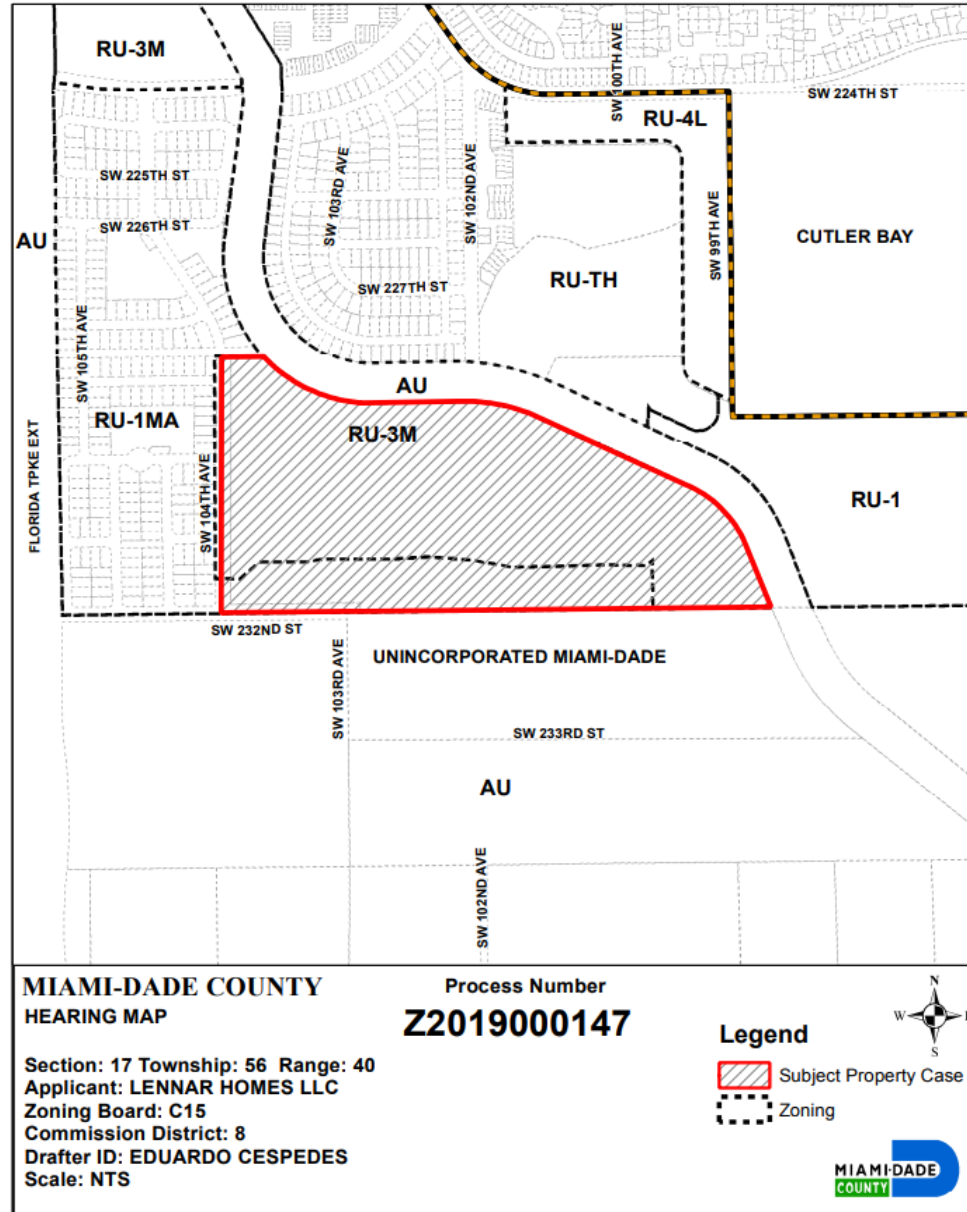 RU-3M
SW 100TH AVE
SW 224TH ST
RU-4L
SW 225TH ST
SW 103RD AVE
SW 102ND AVE
SW 226TH ST
AU
SW 99TH AVE
CUTLER BAY
SW 227TH ST
RU-TH
SW 105TH AVE
AU
RU-1MA
RU-3M
FLORIDA TPKE EXT
SW 104TH AVE
RU-1
SW 232ND ST
UNINCORPORATED MIAMI-DADE
SW 103RD AVE
SW 233RD ST
AU
SW 102ND AVE
MIAMI-DADE COUNTY
HEARING MAP
Section: 17 Township: 56 Range: 40
Applicant: LENNAR HOMES LLC
Zoning Board: C15
Commission District: 8
Drafter ID: EDUARDO CESPEDES
Scale: NTS
Process Number
Z2019000147
Legend
Subject Property Case
Zoning
N
W
E
S
MIAMI-DADE
COUNTY